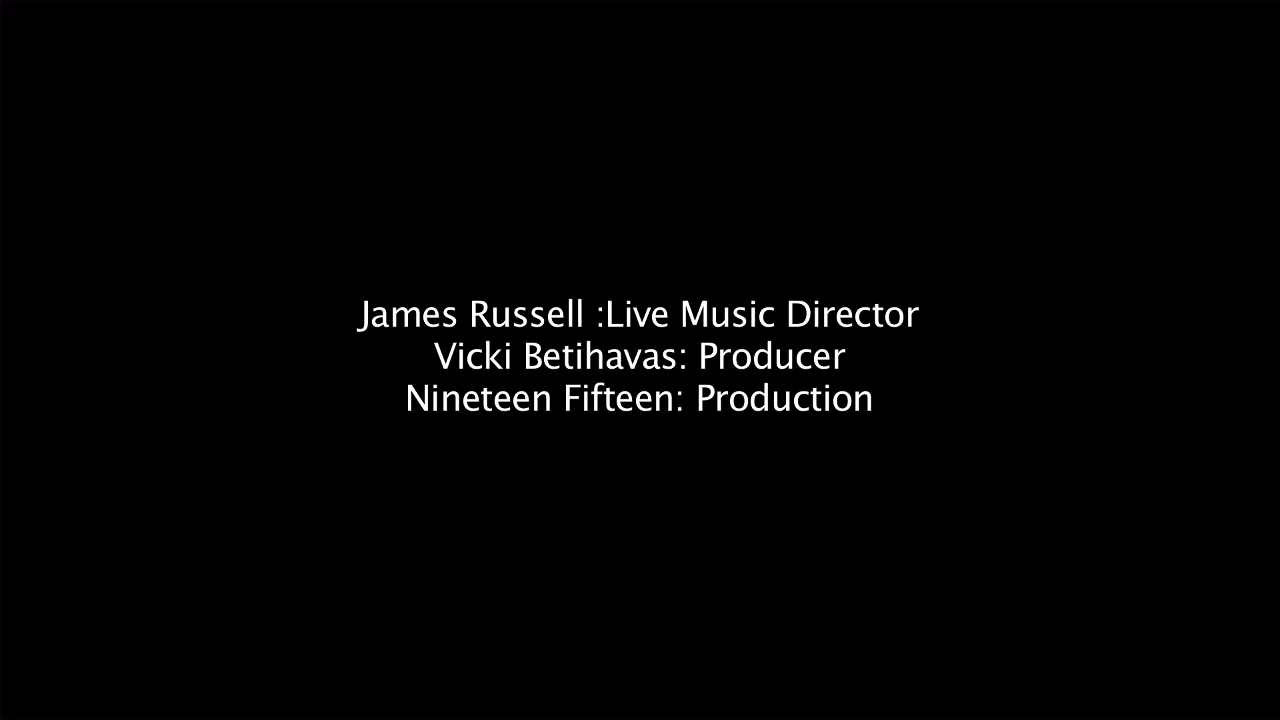 James Russell :Live Music Director
Vicki Betihavas: Producer
Nineteen Fifteen: Production